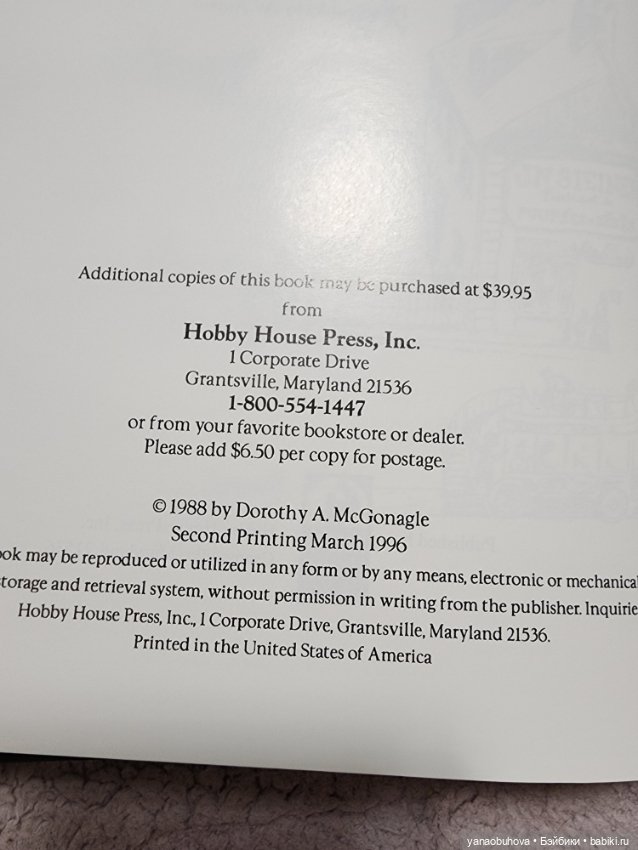 Additional copies of this book may be purchased at $39.95
from
Hobby House Press, Inc.
1 Corporate Drive
Grantsville, Maryland 21536
1-800-554-1447
or from your favorite bookstore or dealer.
Please add $6.50 per copy for postage.
©1988 by Dorothy A. McGonagle
Second Printing March 1996
ook may be reproduced or utilized in any form or by any means, electronic or mechanical
torage and retrieval system, without permission in writing from the publisher. Inquirie
Hobby House Press, Inc., 1 Corporate Drive, Grantsville, Maryland 21536.
Printed in the United States of America
yanaobuhova • Бэйбики • babiki.ru